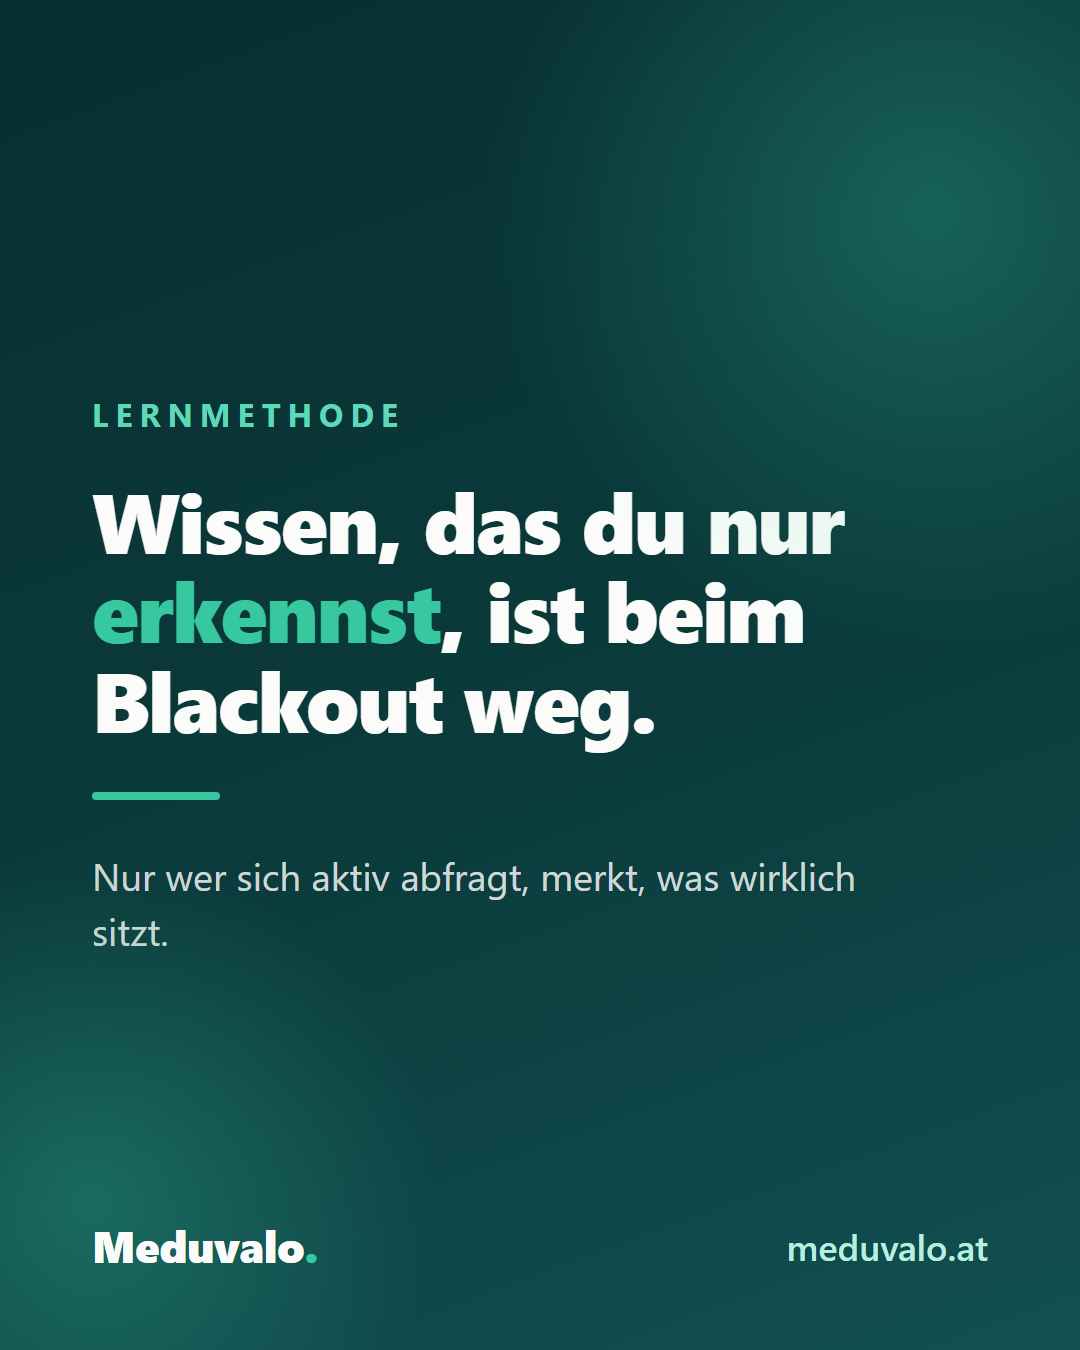 LERNMETHODE
Wissen, das du nur
erkennst, ist beim
Blackout weg.
Nur wer sich aktiv abfragt, merkt, was wirklich
sitzt.
Meduvalo.
meduvalo.at